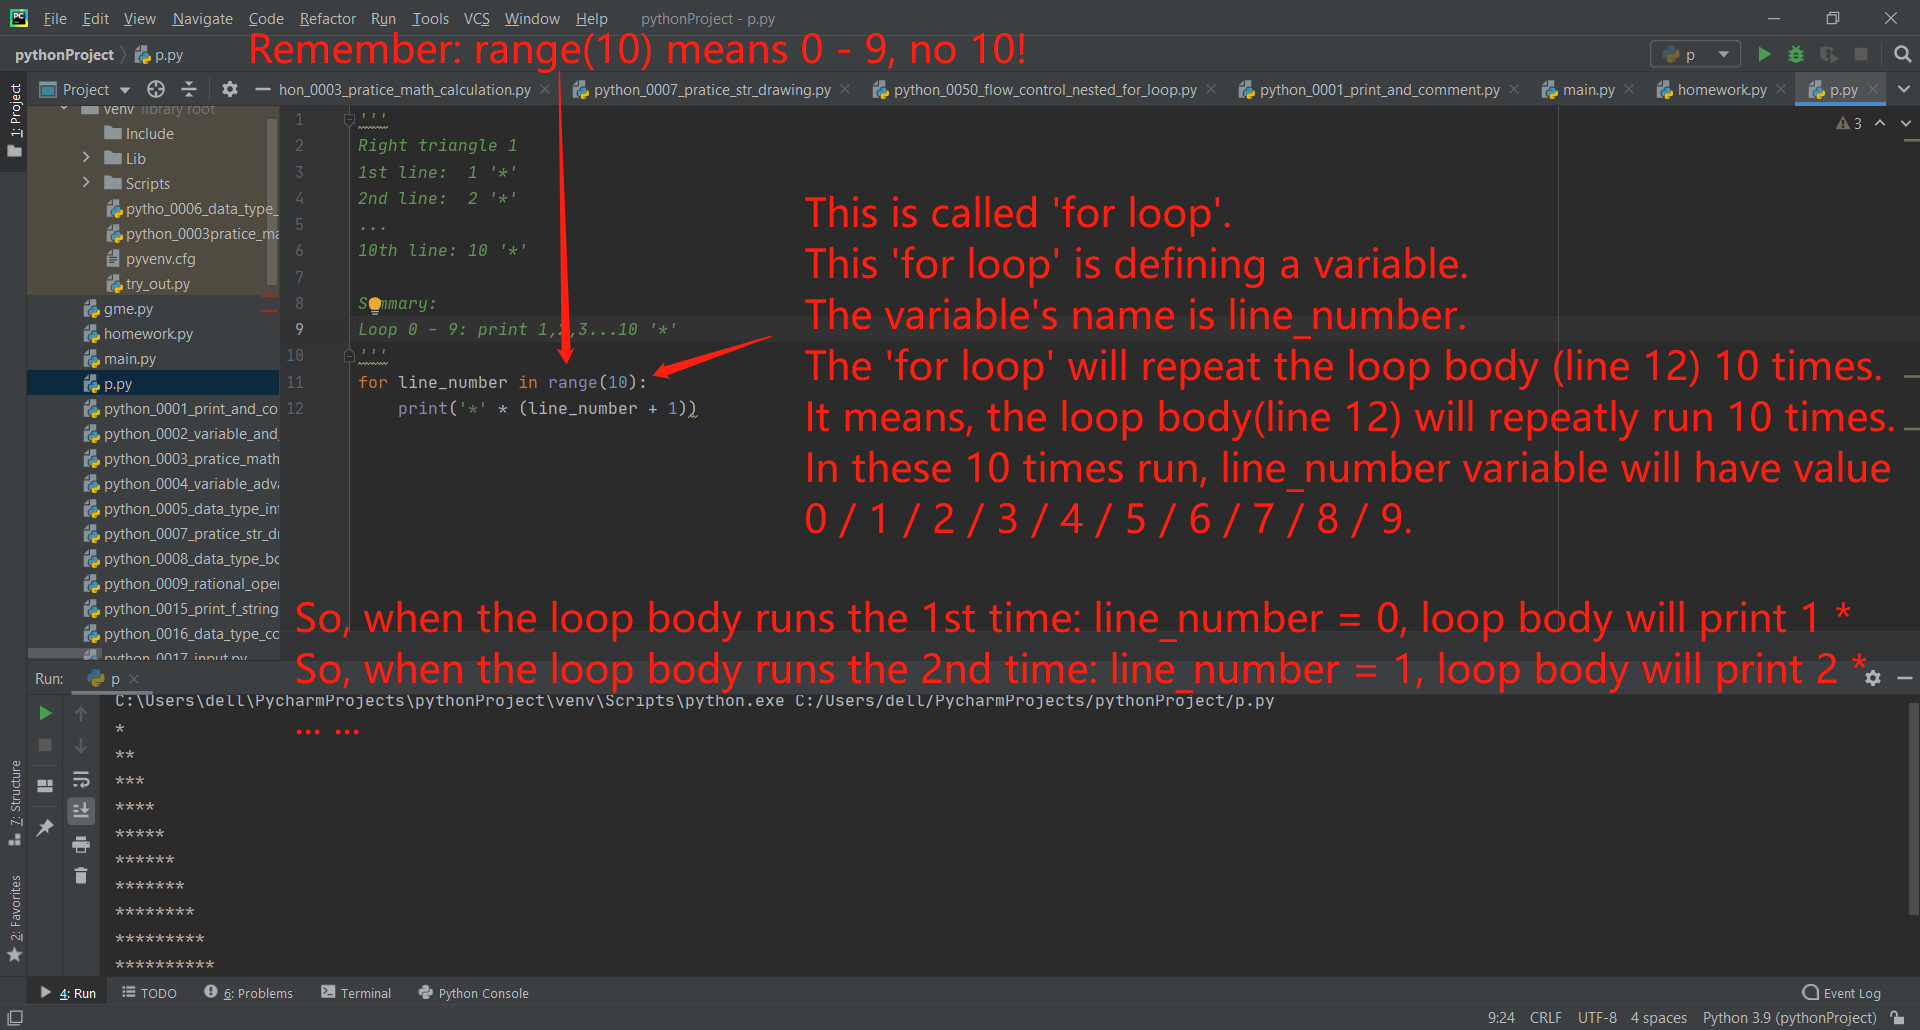 File Edit View Navigate Code Refactor Run Tools VCS Window Help pythonProject - p.py
pythonProject p.py
Remember: range(10) means 0 - 9, no 10!
p
1: Project
Project
hon_0003_pratice_math_calculation.py python_0007_pratice_str_drawing.py python_0050_flow_control_nested_for_loop.py python_0001_print_and_comment.py main.py homework.py p.py
venv library root
Include
Lib
Scripts
pytho_0006_data_type_
python_0003pratice_ma
pyvenv.cfg
try_out.py
gme.py
homework.py
main.py
p.py
python_0001_print_and_co
python_0002_variable_and_
python_0003_pratice_math
python_0004_variable_adva
python_0005_data_type_int
python_0007_pratice_str_dr
python_0008_data_type_bo
python_0009_rational_oper
python_0015_print_f_string
python_0016_data_type_co
python_0017_input.py
3
1 '''
2 Right triangle 1
3 1st line:  1 '*'
4 2nd line:  2 '*'
5 ...
6 10th line: 10 '*'
7
8 Summary:
9 Loop 0 - 9: print 1,2,3...10 '*'
10 '''
11 for line_number in range(10):
12 print('*' * (line_number + 1))
This is called 'for loop'.
This 'for loop' is defining a variable.
The variable's name is line_number.
The 'for loop' will repeat the loop body (line 12) 10 times.
It means, the loop body(line 12) will repeatly run 10 times.
In these 10 times run, line_number variable will have value
0 / 1 / 2 / 3 / 4 / 5 / 6 / 7 / 8 / 9.
So, when the loop body runs the 1st time: line_number = 0, loop body will print 1 *
So, when the loop body runs the 2nd time: line_number = 1, loop body will print 2 *
... ...
Run: p
C:\Users\dell\PycharmProjects\pythonProject\venv\Scripts\python.exe C:/Users/dell/PycharmProjects/pythonProject/p.py
*
**
***
****
*****
******
*******
********
*********
**********
7: Structure
2: Favorites
4: Run TODO 6: Problems Terminal Python Console Event Log
9:24 CRLF UTF-8 4 spaces Python 3.9 (pythonProject)